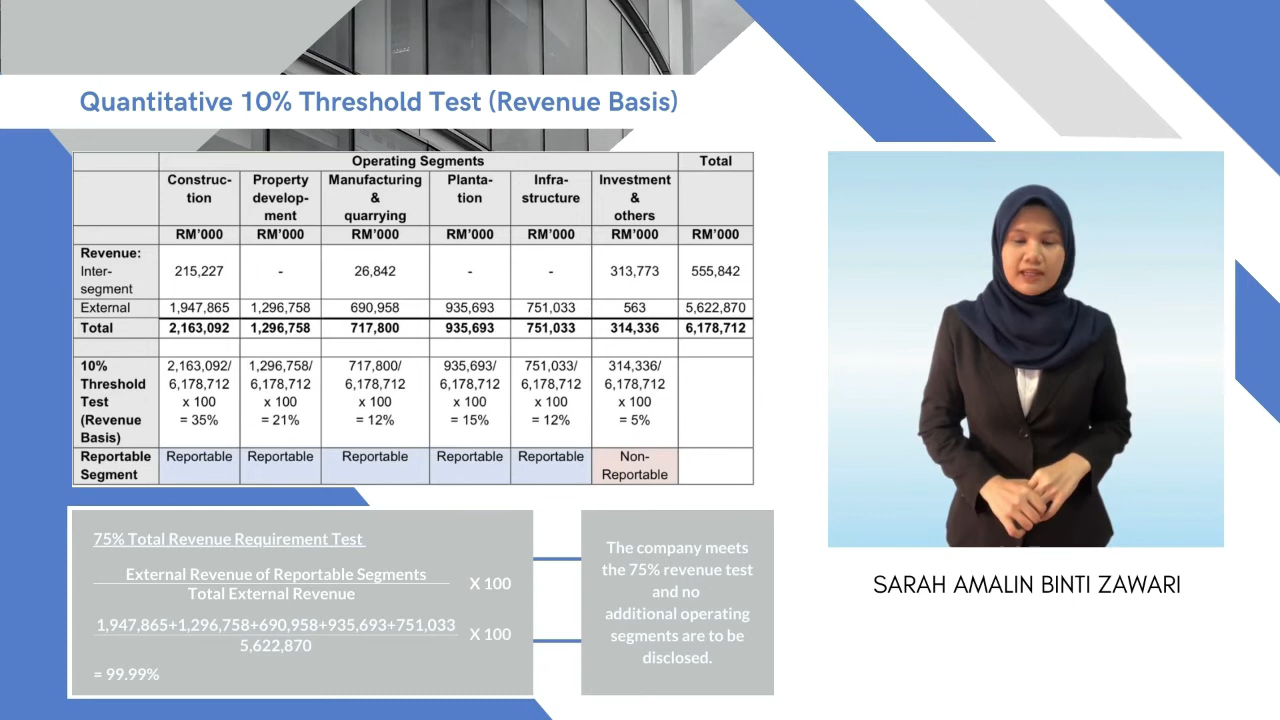 Quantitative 10% Threshold Test (Revenue Basis)
Operating Segments Total
Construc-tion Property develop-ment Manufacturing & quarrying Planta-tion Infra-structure Investment & others
RM'000 RM'000 RM'000 RM'000 RM'000 RM'000 RM'000
Revenue:
Inter-segment 215,227 - 26,842 - - 313,773 555,842
External 1,947,865 1,296,758 690,958 935,693 751,033 563 5,622,870
Total 2,163,092 1,296,758 717,800 935,693 751,033 314,336 6,178,712
10% 2,163,092/ 1,296,758/ 717,800/ 935,693/ 751,033/ 314,336/
Threshold 6,178,712 6,178,712 6,178,712 6,178,712 6,178,712 6,178,712
Test x 100 x 100 x 100 x 100 x 100 x 100
(Revenue = 35% = 21% = 12% = 15% = 12% = 5%
Basis)
Reportable Reportable Reportable Reportable Reportable Reportable Non-
Segment Reportable
75% Total Revenue Requirement Test
External Revenue of Reportable Segments
Total External Revenue
X 100
1,947,865+1,296,758+690,958+935,693+751,033
5,622,870
X 100
= 99.99%
The company meets
the 75% revenue test
and no
additional operating
segments are to be
disclosed.
SARAH AMALIN BINTI ZAWARI